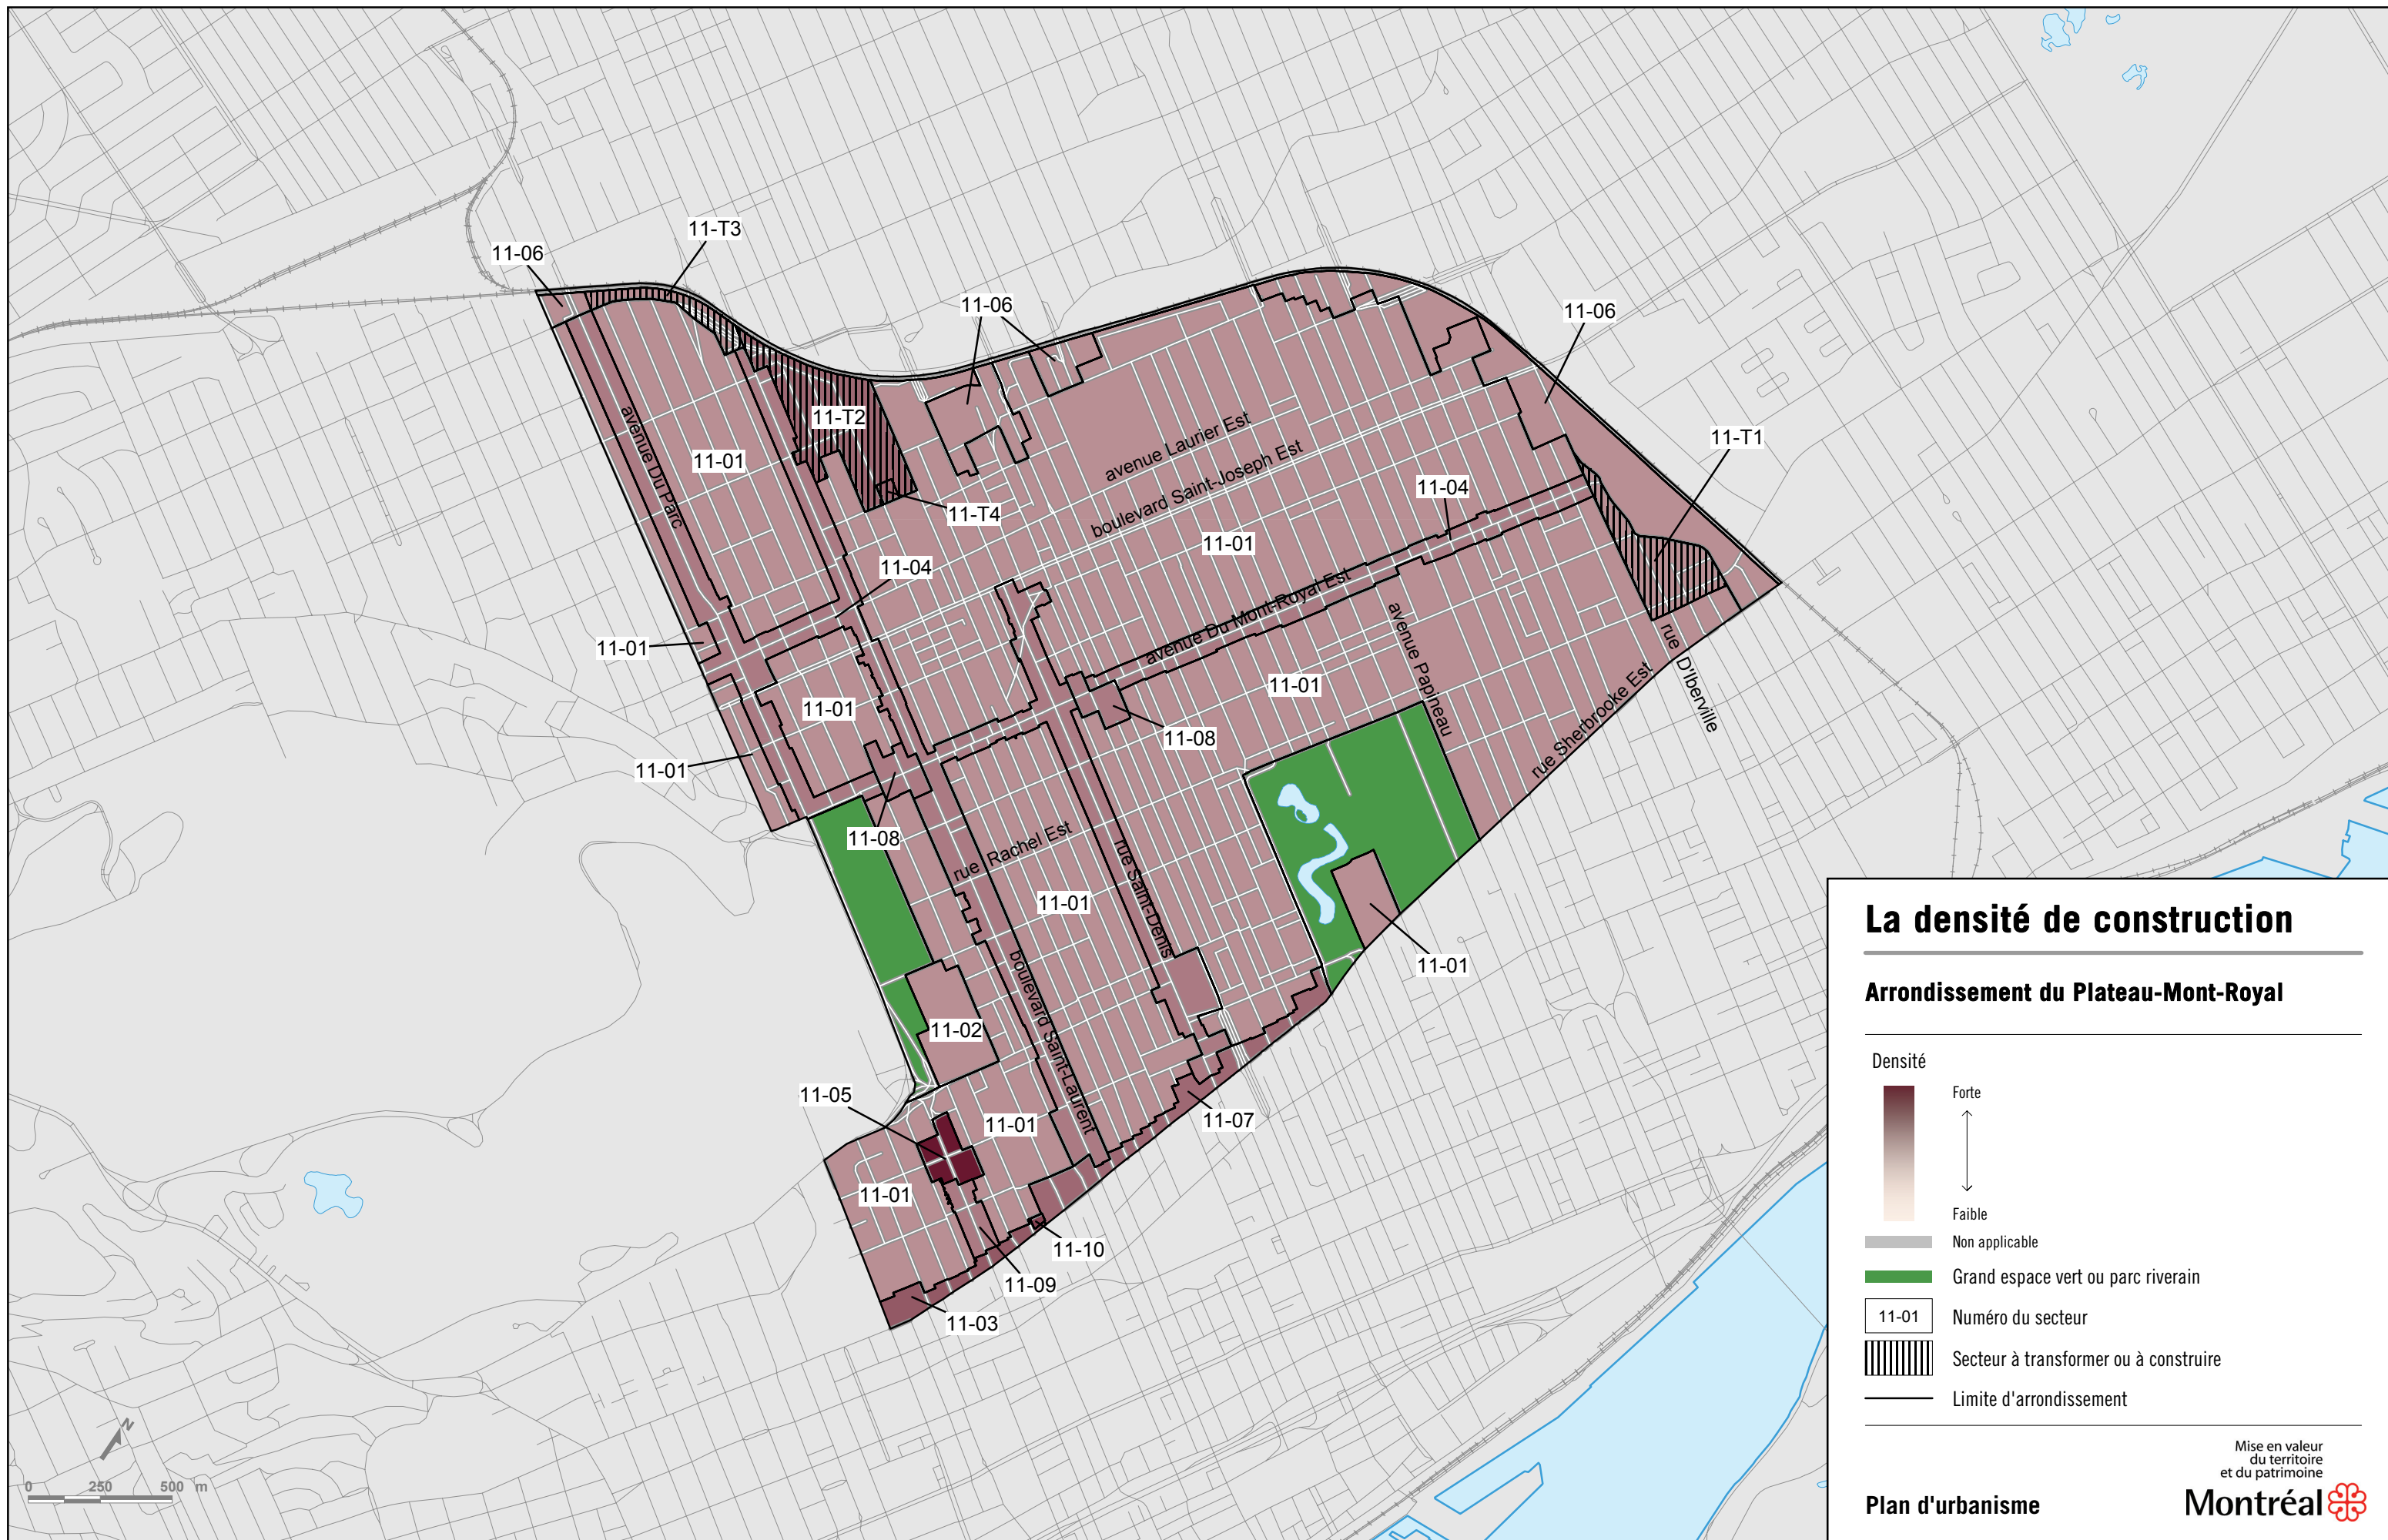 11-T3
11-06
11-06
11-06
11-T2
avenue Du Parc
11-01
avenue Laurier Est
11-T1
boulevard Saint-Joseph Est
11-04
11-T4
11-01
11-04
avenue Du Mont-Royal Est
avenue Papineau
11-01
rue D'Iberville
11-01
rue Sherbrooke Est
11-01
11-08
11-01
11-08
rue Rachel Est
rue Saint-Denis
11-01
11-01
boulevard Saint-Laurent
11-02
11-05
11-01
11-07
11-01
11-10
11-09
11-03
La densité de construction
Arrondissement du Plateau-Mont-Royal
Densité
Forte
Faible
Non applicable
Grand espace vert ou parc riverain
11-01 Numéro du secteur
Secteur à transformer ou à construire
Limite d'arrondissement
Mise en valeur
du territoire
et du patrimoine
Plan d'urbanisme
Montréal
N
0 250 500 m